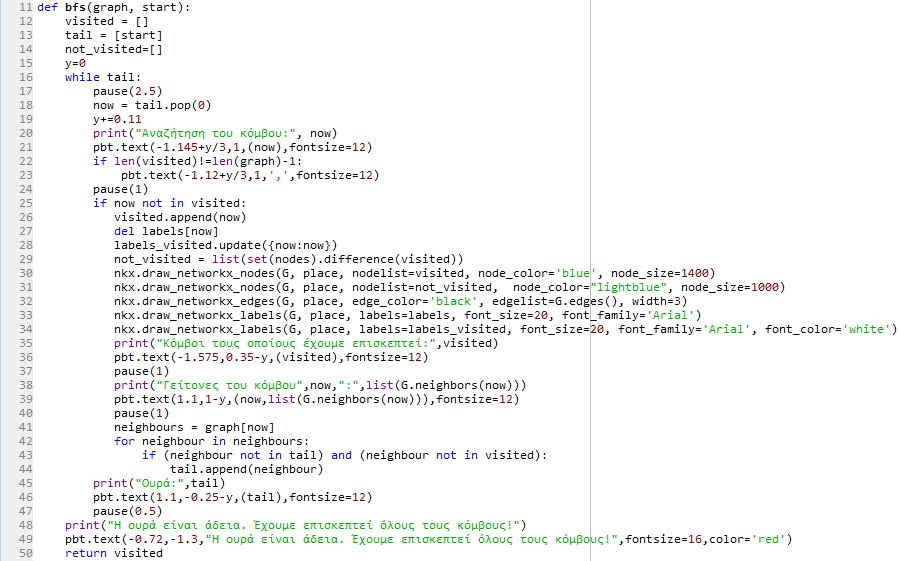 11 def bfs(graph, start):
12     visited = []
13     tail = [start]
14     not_visited=[]
15     y=0
16     while tail:
17         pause(2.5)
18         now = tail.pop(0)
19         y+=0.11
20         print("Αναζήτηση του κόμβου:", now)
21         pbt.text(-1.145+y/3,1,(now),fontsize=12)
22         if len(visited)!=len(graph)-1:
23             pbt.text(-1.12+y/3,1,',',fontsize=12)
24         pause(1)
25         if now not in visited:
26            visited.append(now)
27            del labels[now]
28            labels_visited.update({now:now})
29            not_visited = list(set(nodes).difference(visited))
30            nkx.draw_networkx_nodes(G, place, nodelist=visited, node_color='blue', node_size=1400)
31            nkx.draw_networkx_nodes(G, place, nodelist=not_visited,  node_color="lightblue", node_size=1000)
32            nkx.draw_networkx_edges(G, place, edge_color='black', edgelist=G.edges(), width=3)
33            nkx.draw_networkx_labels(G, place, labels=labels, font_size=20, font_family='Arial')
34            nkx.draw_networkx_labels(G, place, labels=labels_visited, font_size=20, font_family='Arial', font_color='white')
35            print("Κόμβοι τους οποίους έχουμε επισκεπτεί:",visited)
36            pbt.text(-1.575,0.35-y,(visited),fontsize=12)
37            pause(1)
38            print("Γείτονες του κόμβου",now,":",list(G.neighbors(now)))
39            pbt.text(1.1,1-y,(now,list(G.neighbors(now))),fontsize=12)
40            pause(1)
41            neighbours = graph[now]
42            for neighbour in neighbours:
43                if (neighbour not in tail) and (neighbour not in visited):
44                    tail.append(neighbour)
45         print("Ουρά:",tail)
46         pbt.text(1.1,-0.25-y,(tail),fontsize=12)
47         pause(0.5)
48     print("Η ουρά είναι άδεια. Έχουμε επισκεπτεί όλους τους κόμβους!")
49     pbt.text(-0.72,-1.3,"Η ουρά είναι άδεια. Έχουμε επισκεπτεί όλους τους κόμβους!",fontsize=16,color='red')
50     return visited